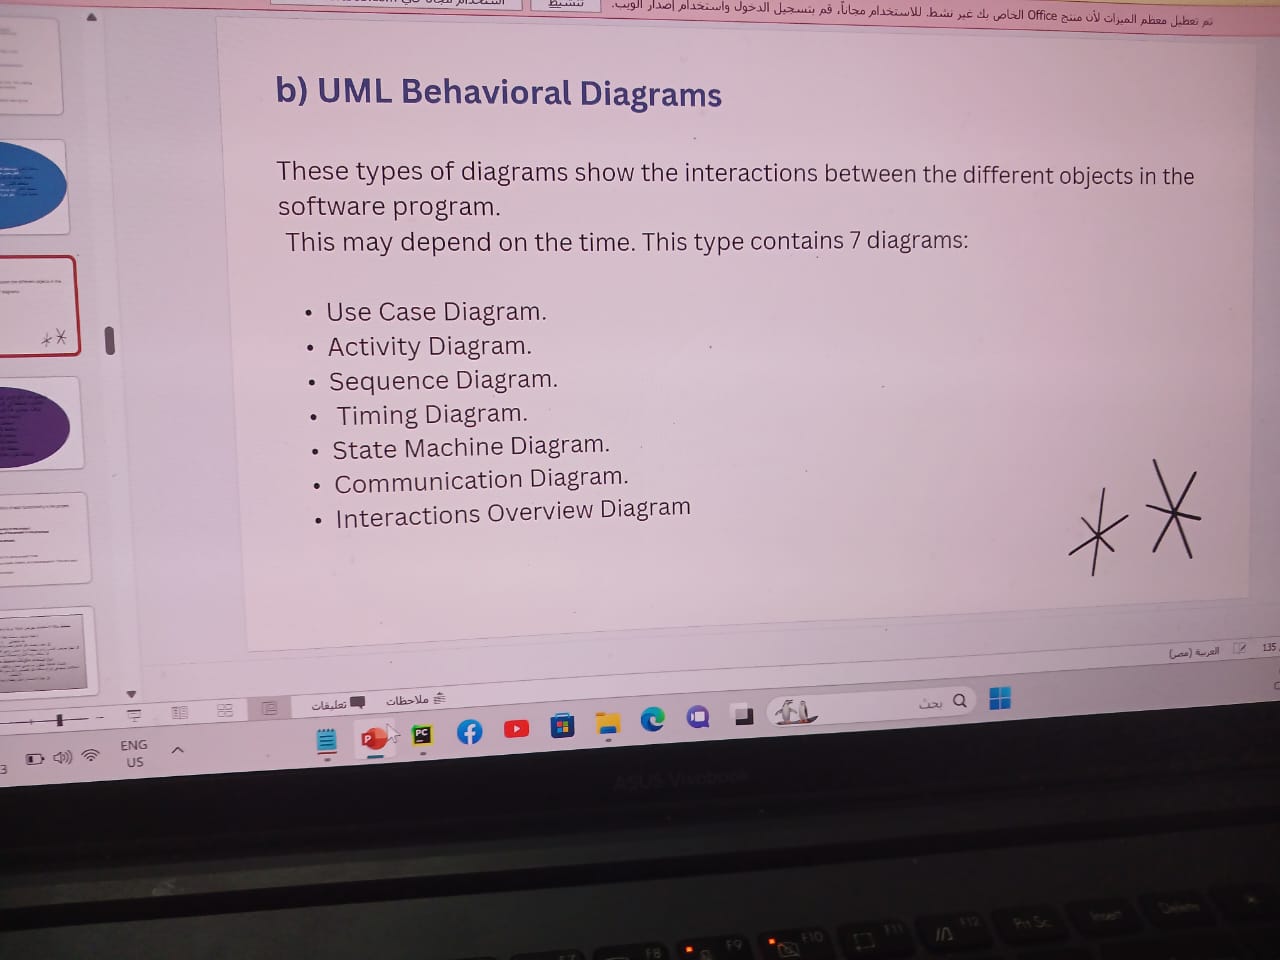 تم تعطيل معظم الميزات لأن منتج Office الخاص بك غير نشط. للاستخدام مجاناً، قم بتسجيل الدخول واستخدام إصدار الويب.
تنشيط
b) UML Behavioral Diagrams
These types of diagrams show the interactions between the different objects in the
software program.
This may depend on the time. This type contains 7 diagrams:
• Use Case Diagram.
• Activity Diagram.
• Sequence Diagram.
• Timing Diagram.
• State Machine Diagram.
• Communication Diagram.
• Interactions Overview Diagram
135
العربية (مصر)
ملاحظات
تعليقات
بحث
ENG
US
ASUS Vivobook
F8
F9
F10
F11
F12
Prt Sc
Insert
Delete